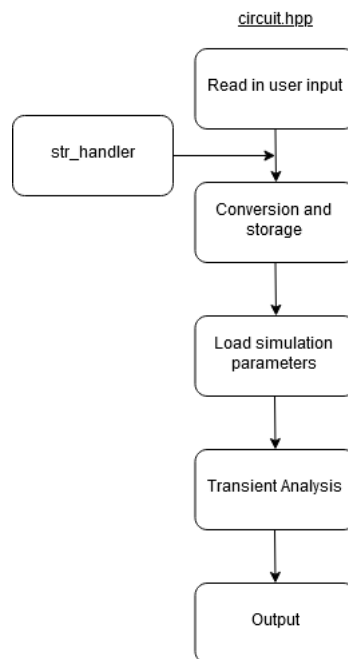 circuit.hpp
Read in user input
str_handler
Conversion and
storage
Load simulation
parameters
Transient Analysis
Output